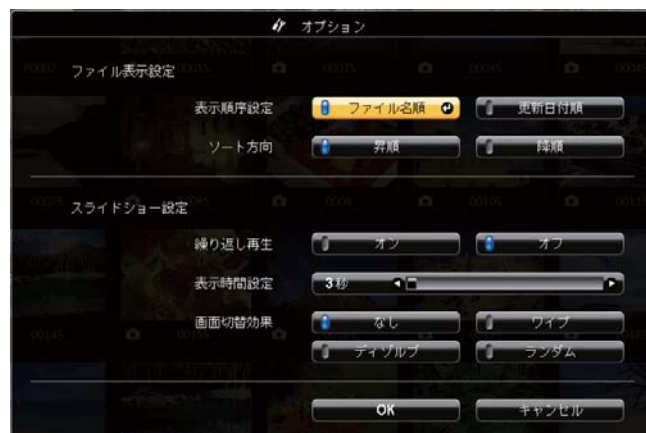 オプション
ファイル表示設定
表示順序設定 ファイル名順 更新日付順
ソート方向 昇順 降順
スライドショー設定
繰り返し再生 オン オフ
表示時間設定 3秒
画面切替効果 なし ワイプ
ディゾルブ ランダム
OK キャンセル